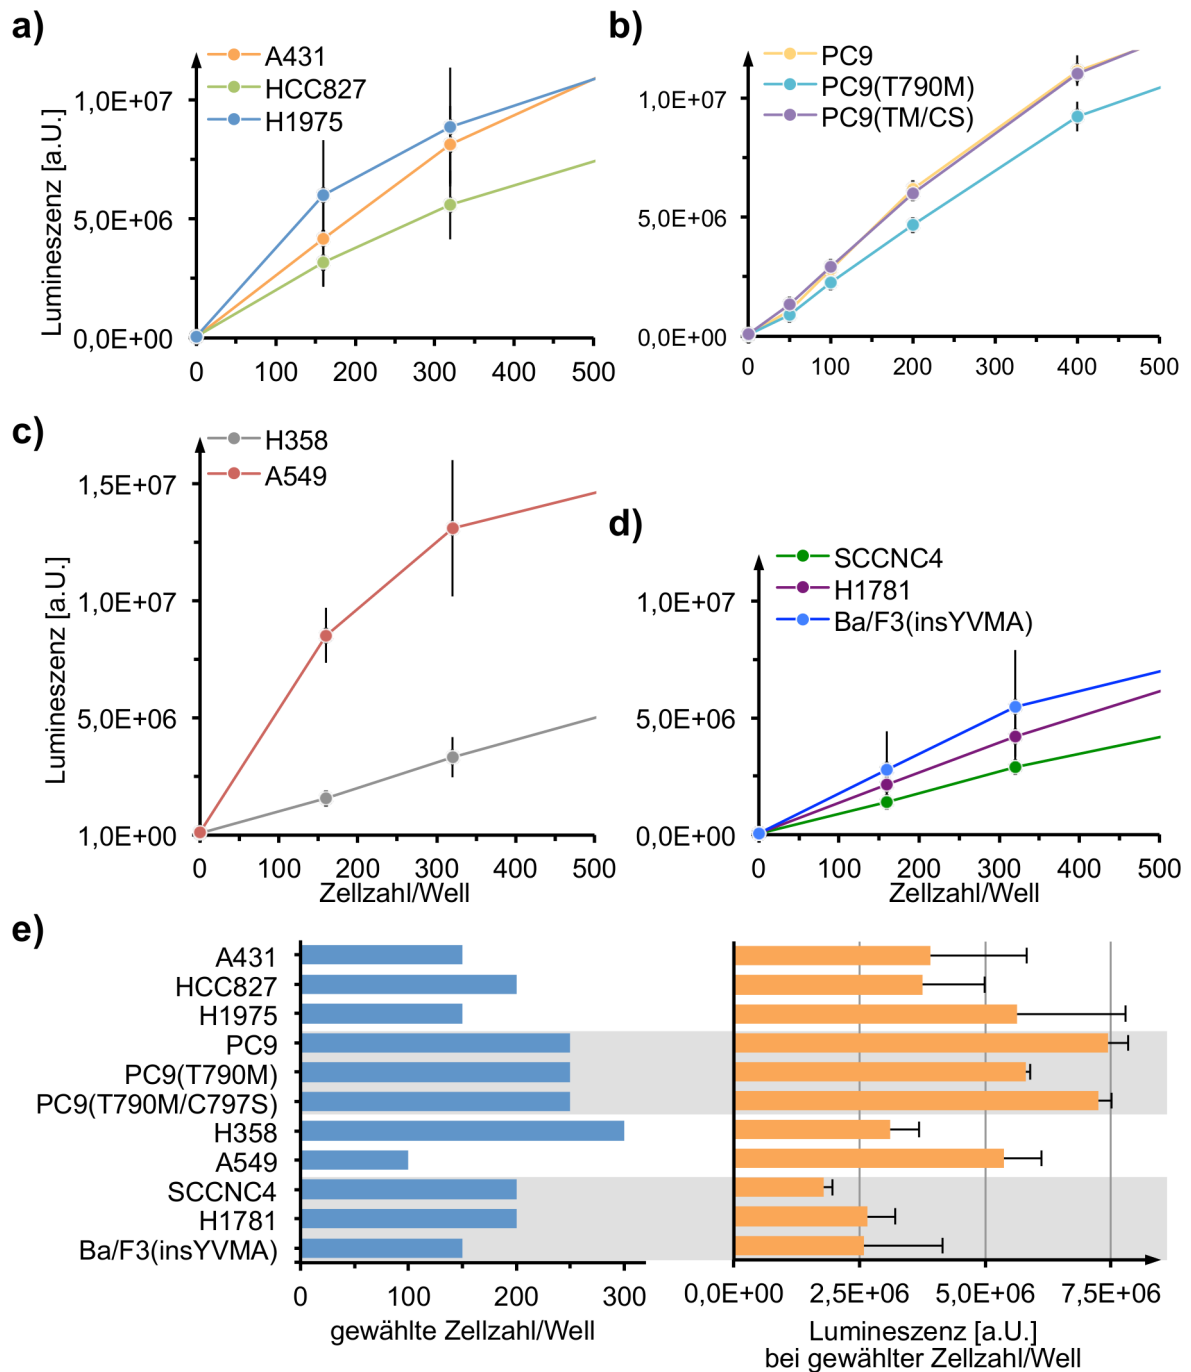 a)
A431
HCC827
H1975
Lumineszenz [a.U.]
1,0E+07
5,0E+06
0,0E+00
0 100 200 300 400 500
b)
PC9
PC9(T790M)
PC9(TM/CS)
1,0E+07
5,0E+06
0,0E+00
0 100 200 300 400 500
c)
H358
A549
Lumineszenz [a.U.]
1,5E+07
1,0E+07
5,0E+06
1,0E+00
0 100 200 300 400 500
Zellzahl/Well
d)
SCCNC4
H1781
Ba/F3(insYVMA)
1,0E+07
5,0E+06
0,0E+00
0 100 200 300 400 500
Zellzahl/Well
e)
A431
HCC827
H1975
PC9
PC9(T790M)
PC9(T790M/C797S)
H358
A549
SCCNC4
H1781
Ba/F3(insYVMA)
0 100 200 300
gewählte Zellzahl/Well
0,0E+00 2,5E+06 5,0E+06 7,5E+06
Lumineszenz [a.U.]
bei gewählter Zellzahl/Well